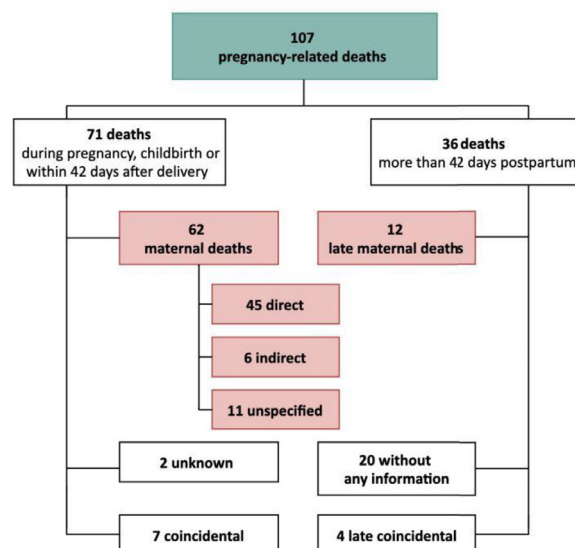 107
pregnancy-related deaths
71 deaths
during pregnancy, childbirth or
within 42 days after delivery
36 deaths
more than 42 days postpartum
62
maternal deaths
12
late maternal deaths
45 direct
6 indirect
11 unspecified
2 unknown
20 without
any information
7 coincidental
4 late coincidental